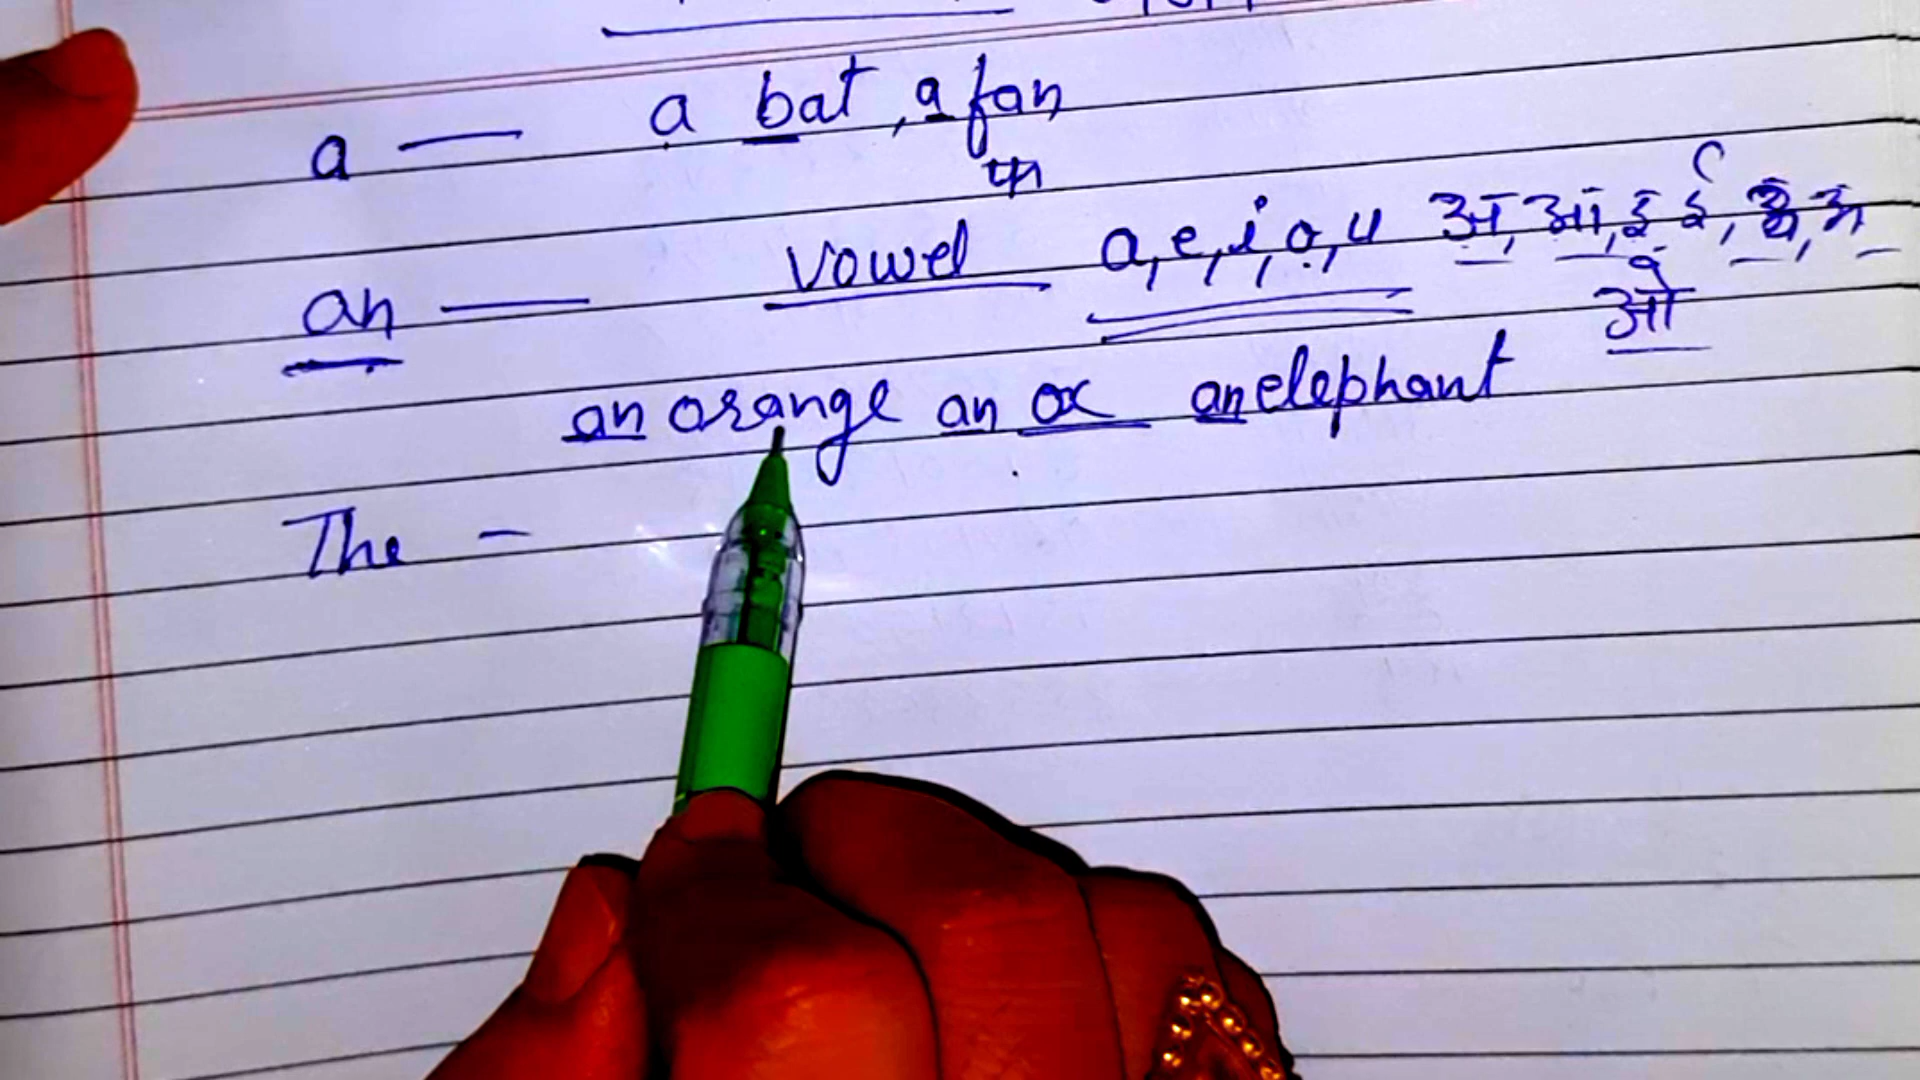 a — a bat, a fan
फ
an — vowel a, e, i, o, u अ, आ, इ ई,
ओ
an orange an ox an elephant
The -